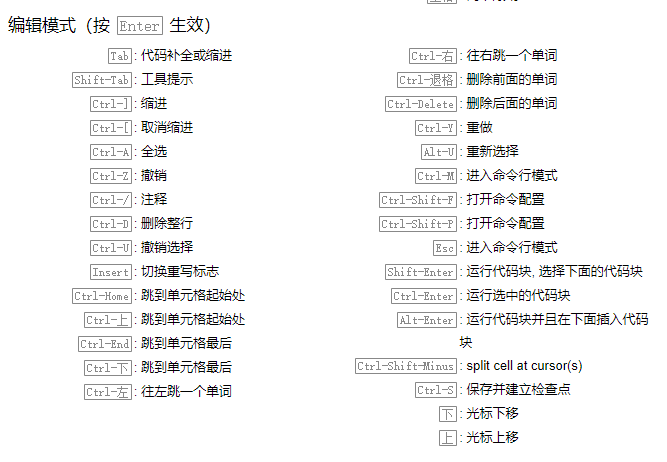 编辑模式（按 Enter 生效）
Tab : 代码补全或缩进
Shift-Tab : 工具提示
Ctrl-] : 缩进
Ctrl-[ : 取消缩进
Ctrl-A : 全选
Ctrl-Z : 撤销
Ctrl-/ : 注释
Ctrl-D : 删除整行
Ctrl-U : 撤销选择
Insert : 切换重写标志
Ctrl-Home : 跳到单元格起始处
Ctrl-上 : 跳到单元格起始处
Ctrl-End : 跳到单元格最后
Ctrl-下 : 跳到单元格最后
Ctrl-左 : 往左跳一个单词
Ctrl-右 : 往右跳一个单词
Ctrl-退格 : 删除前面的单词
Ctrl-Delete : 删除后面的单词
Ctrl-Y : 重做
Alt-U : 重新选择
Ctrl-M : 进入命令行模式
Ctrl-Shift-F : 打开命令配置
Ctrl-Shift-P : 打开命令配置
Esc : 进入命令行模式
Shift-Enter : 运行代码块, 选择下面的代码块
Ctrl-Enter : 运行选中的代码块
Alt-Enter : 运行代码块并且在下面插入代码
块
Ctrl-Shift-Minus : split cell at cursor(s)
Ctrl-S : 保存并建立检查点
下 : 光标下移
上 : 光标上移